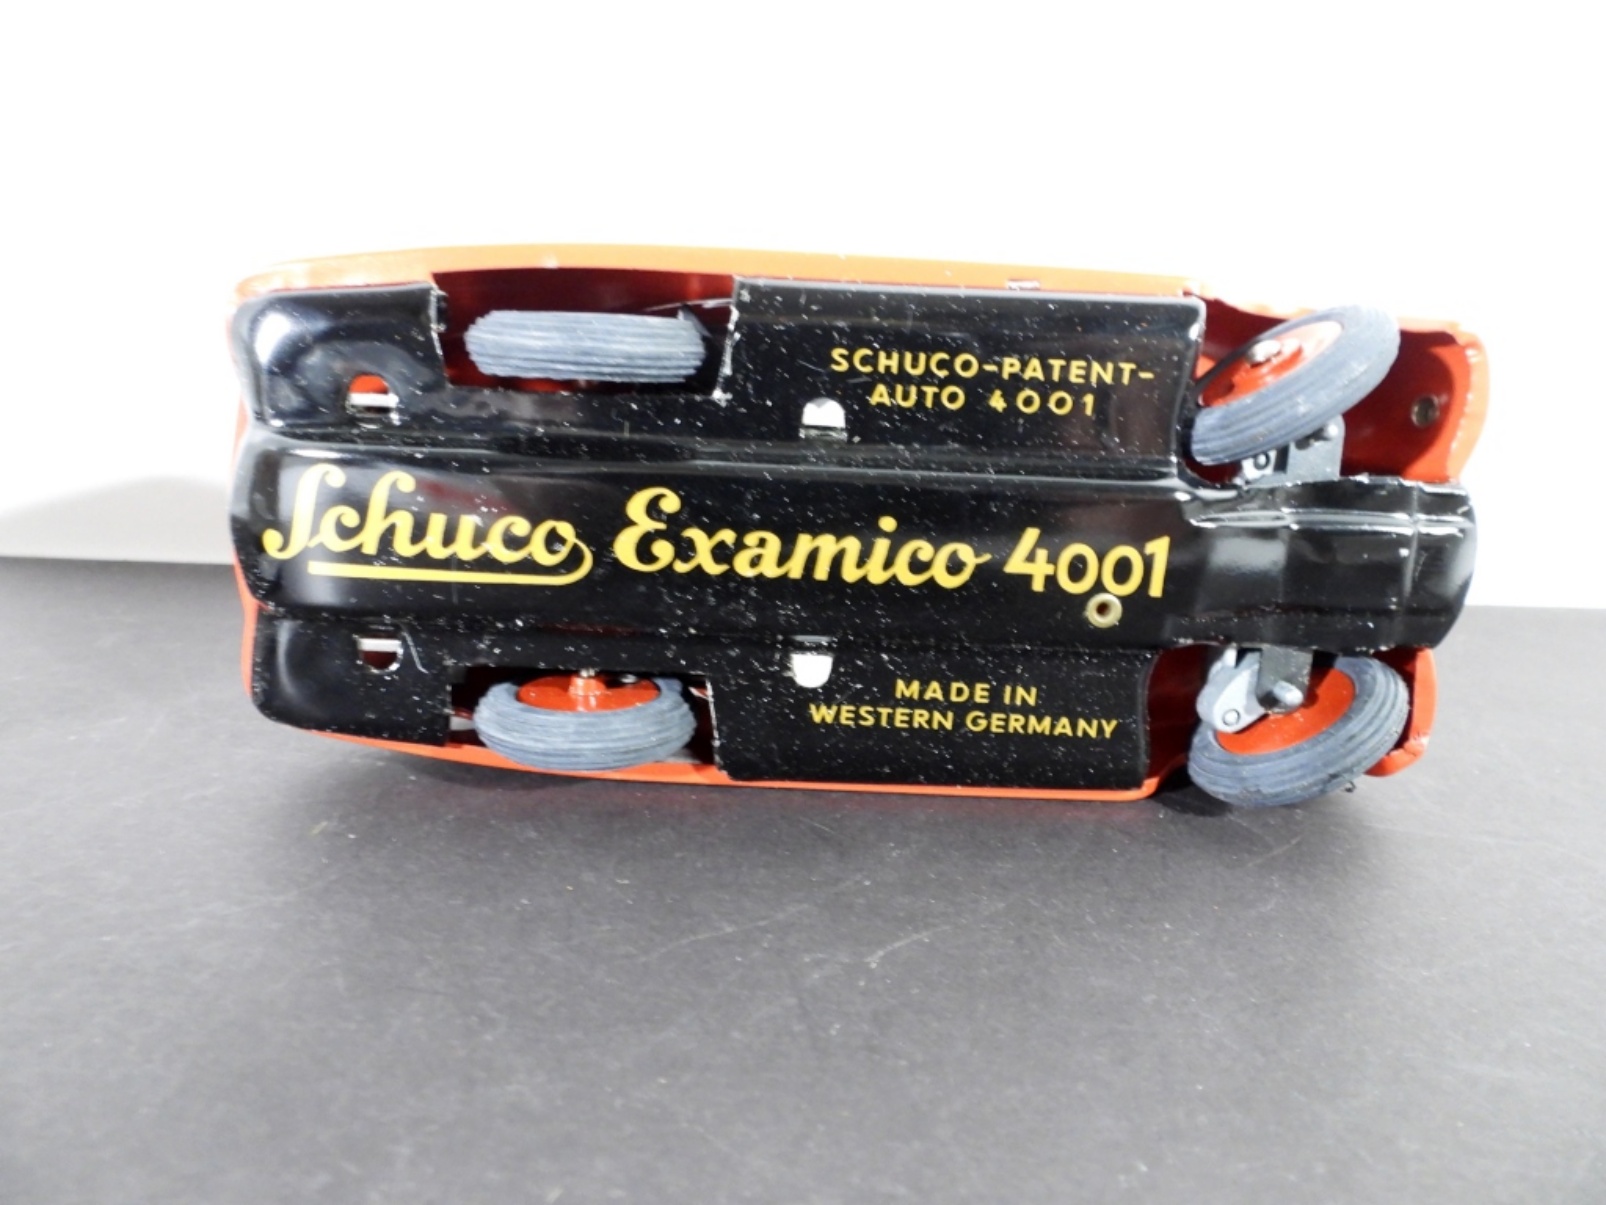 SCHUCO-PATENT-
AUTO 4001
Schuco Examico 4001
MADE IN
WESTERN GERMANY